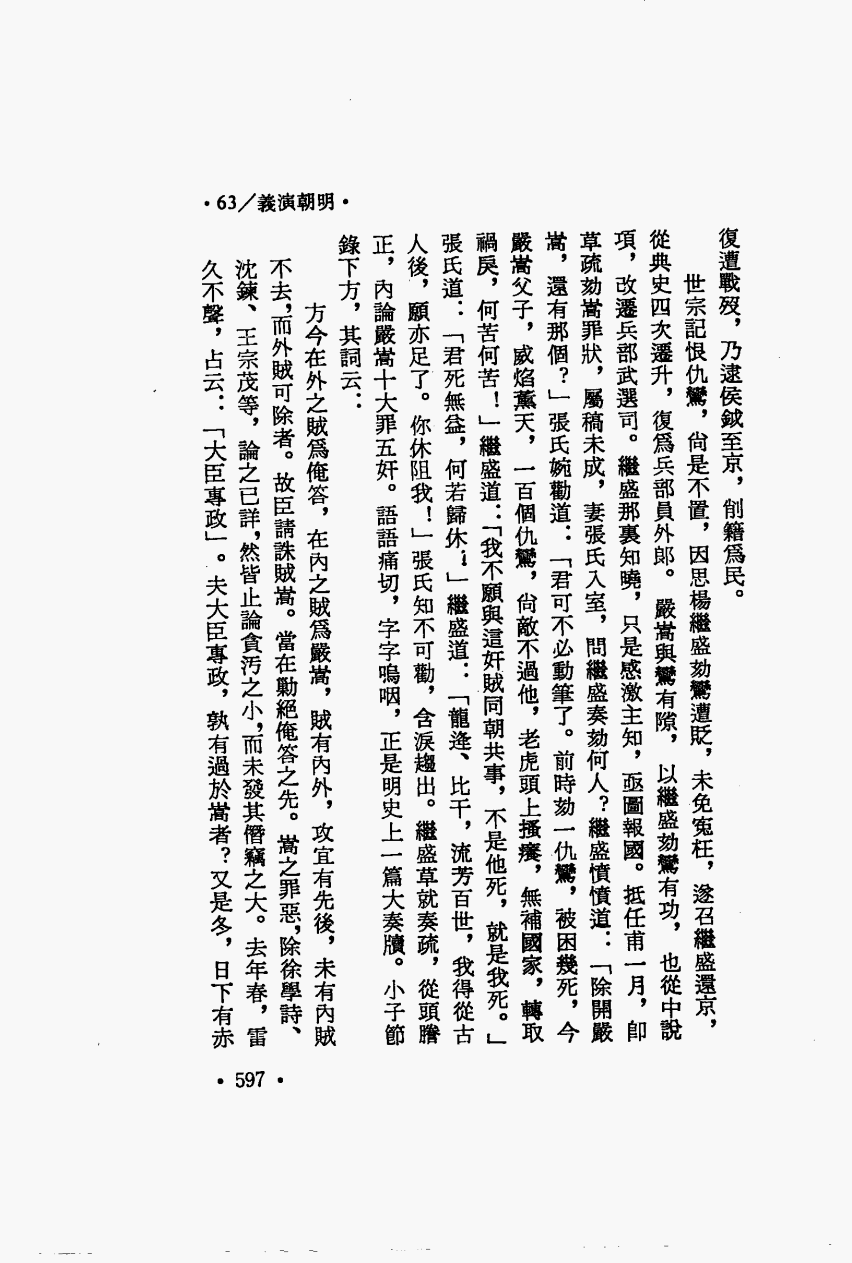 •63／義演朝明•
復遭戰歿，乃逮侯鉞至京，削籍爲民。
世宗記恨仇鸞，尙是不置，因思楊繼盛劾鸞遭貶，未免寃枉，遂召繼盛還京，
從典史四次遷升，復爲兵部員外郞。嚴嵩與鸞有隙，以繼盛劾鸞有功，也從中說
項，改遷兵部武選司。繼盛那裏知曉，只是感激主知，亟圖報國。抵任甫一月，卽
草疏劾嵩罪狀，屬稿未成，妻張氏入室，問繼盛奏劾何人？繼盛憤憤道：「除開嚴
嵩，還有那個？」張氏婉勸道：「君可不必動筆了。前時劾一仇鸞，被困幾死，今
嚴嵩父子，威焰薰天，一百個仇鸞，尙敵不過他，老虎頭上搔癢，無補國家，轉取
禍戾，何苦何苦！」繼盛道：「我不願與這奸賊同朝共事，不是他死，就是我死。」
張氏道：「君死無益，何若歸休！」繼盛道：「龍逄、比干，流芳百世，我得從古
人後，願亦足了。你休阻我！」張氏知不可勸，含淚趨出。繼盛草就奏疏，從頭謄
正，內論嚴嵩十大罪五奸。語語痛切，字字嗚咽，正是明史上一篇大奏牘。小子節
錄下方，其詞云：
方今在外之賊爲俺答，在內之賊爲嚴嵩，賊有內外，攻宜有先後，未有內賊
不去，而外賊可除者。故臣請誅賊嵩。當在勦絕俺答之先。嵩之罪惡，除徐學詩、
沈鍊、王宗茂等，論之已詳，然皆止論貪汚之小，而未發其僭竊之大。去年春，雷
久不聲，占云：「大臣專政」。夫大臣專政，孰有過於嵩者？又是冬，日下有赤
•597•